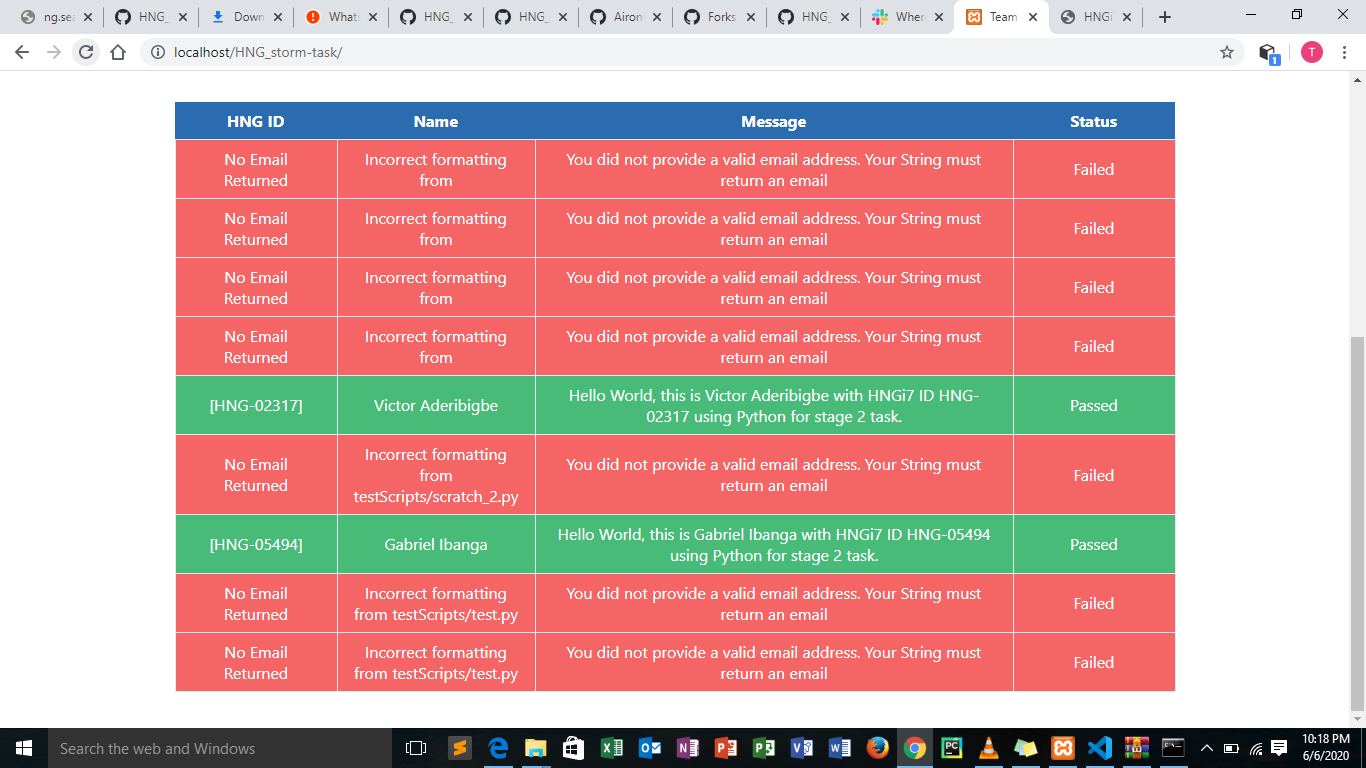 ng.sea
HNG_
Down
Whats
HNG_
HNG_
Airon
Forks
HNG_
When
Team
HNGi
localhost/HNG_storm-task/
1
T
HNG ID Name Message Status
No Email Incorrect formatting You did not provide a valid email address. Your String must Failed
Returned from return an email
No Email Incorrect formatting You did not provide a valid email address. Your String must Failed
Returned from return an email
No Email Incorrect formatting You did not provide a valid email address. Your String must Failed
Returned from return an email
No Email Incorrect formatting You did not provide a valid email address. Your String must Failed
Returned from return an email
[HNG-02317] Victor Aderibigbe Hello World, this is Victor Aderibigbe with HNGi7 ID HNG- Passed
02317 using Python for stage 2 task.
No Email Incorrect formatting You did not provide a valid email address. Your String must Failed
Returned from return an email
testScripts/scratch_2.py
[HNG-05494] Gabriel Ibanga Hello World, this is Gabriel Ibanga with HNGi7 ID HNG-05494 Passed
using Python for stage 2 task.
No Email Incorrect formatting You did not provide a valid email address. Your String must Failed
Returned from testScripts/test.py return an email
No Email Incorrect formatting You did not provide a valid email address. Your String must Failed
Returned from testScripts/test.py return an email
Search the web and Windows
10:18 PM
6/6/2020